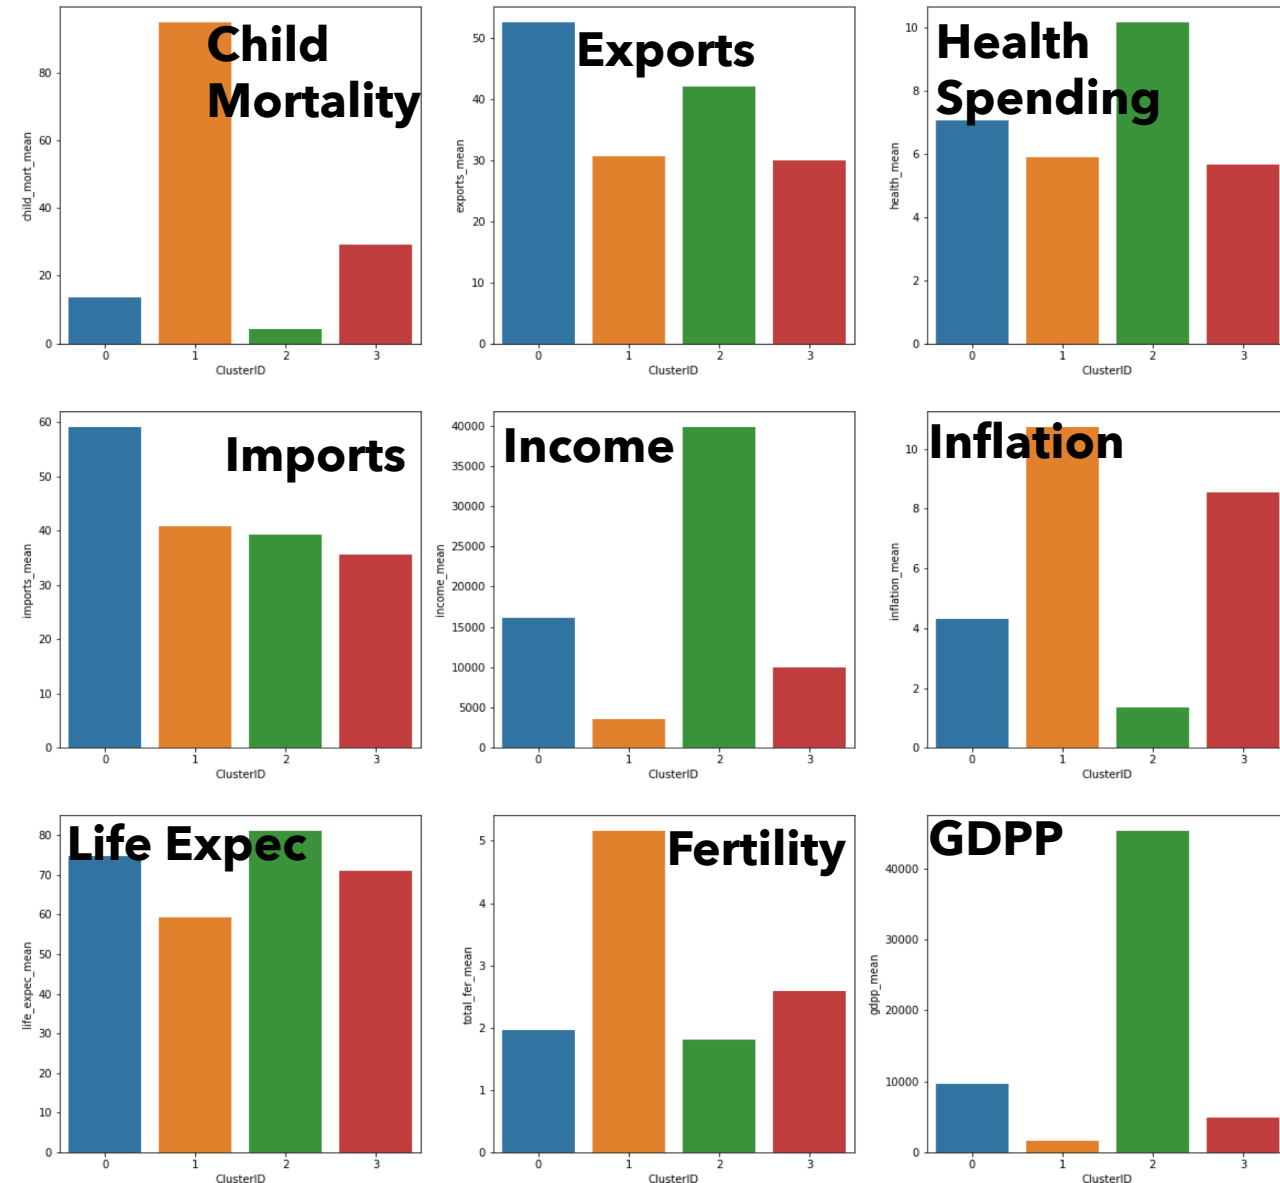 Child
Mortality
child_mort_mean
80
60
40
20
0
0 1 2 3
ClusterID
Exports
exports_mean
50
40
30
20
10
0
0 1 2 3
ClusterID
Health
Spending
health_mean
10
8
6
4
2
0
0 1 2 3
ClusterID
Imports
imports_mean
60
50
40
30
20
10
0
0 1 2 3
ClusterID
Income
income_mean
40000
35000
30000
25000
20000
15000
10000
5000
0
0 1 2 3
ClusterID
Inflation
inflation_mean
10
8
6
4
2
0
0 1 2 3
ClusterID
Life Expec
life_expec_mean
80
70
60
50
40
30
20
10
0
0 1 2 3
ClusterID
Fertility
total_fer_mean
5
4
3
2
1
0
0 1 2 3
ClusterID
GDPP
gdpp_mean
40000
30000
20000
10000
0
0 1 2 3
ClusterID